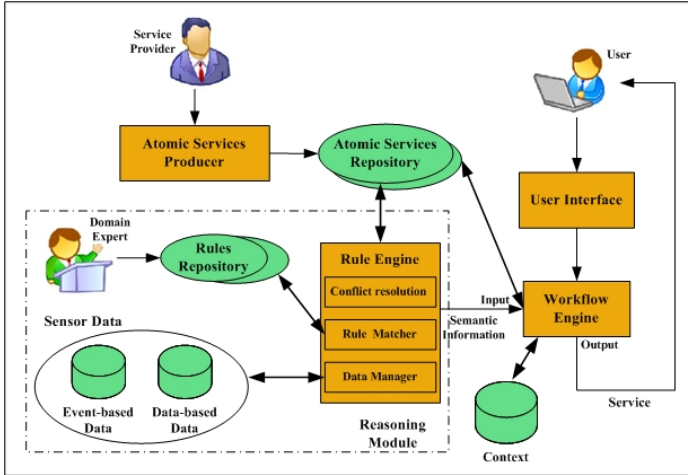 Service
Provider
User
Atomic Services
Producer
Atomic Services
Repository
User Interface
Domain
Expert
Rules
Repository
Rule Engine
Conflict resolution
Rule Matcher
Data Manager
Input
Semantic
Information
Workflow
Engine
Output
Sensor Data
Event-based
Data
Data-based
Data
Reasoning
Module
Context
Service